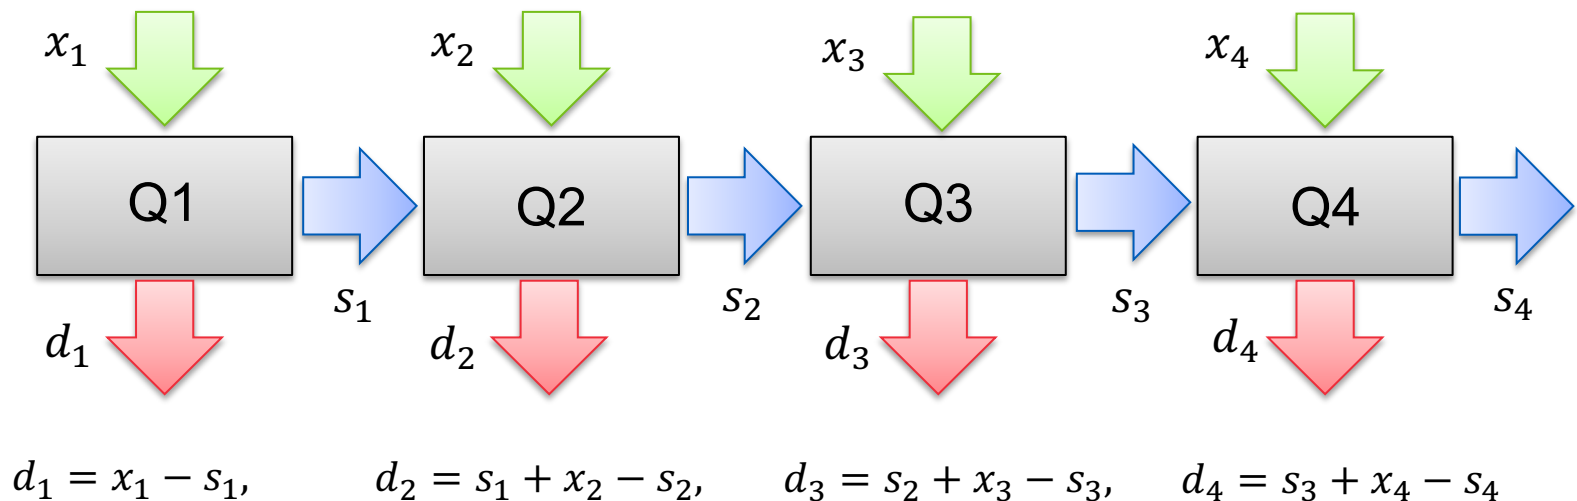 x₁ x₂ x₃ x₄
Q1 Q2 Q3 Q4
s₁ s₂ s₃ s₄
d₁ d₂ d₃ d₄
d₁ = x₁ − s₁, d₂ = s₁ + x₂ − s₂, d₃ = s₂ + x₃ − s₃, d₄ = s₃ + x₄ − s₄